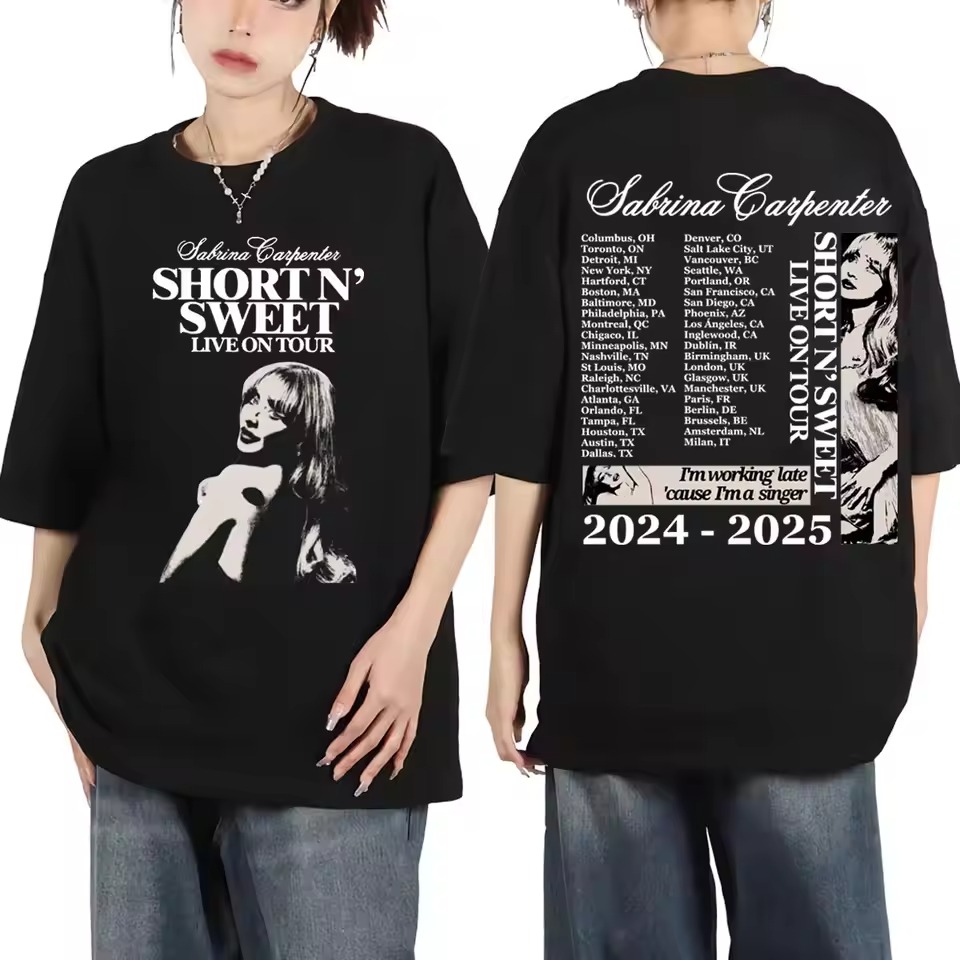 Sabrina Carpenter
SHORT N'
SWEET
LIVE ON TOUR
Sabrina Carpenter
Columbus, OH
Toronto, ON
Detroit, MI
New York, NY
Hartford, CT
Boston, MA
Baltimore, MD
Philadelphia, PA
Montreal, QC
Chigaco, IL
Minneapolis, MN
Nashville, TN
St Louis, MO
Raleigh, NC
Charlottesville, VA
Atlanta, GA
Orlando, FL
Tampa, FL
Houston, TX
Austin, TX
Dallas, TX
Denver, CO
Salt Lake City, UT
Vancouver, BC
Seattle, WA
Portland, OR
San Francisco, CA
San Diego, CA
Phoenix, AZ
Los Ángeles, CA
Inglewood, CA
Dublín, IR
Birmingham, UK
London, UK
Glasgow, UK
Manchester, UK
Paris, FR
Berlin, DE
Brussels, BE
Amsterdam, NL
Milan, IT
SHORT N' SWEET
LIVE ON TOUR
I'm working late
'cause I'm a singer
2024 - 2025